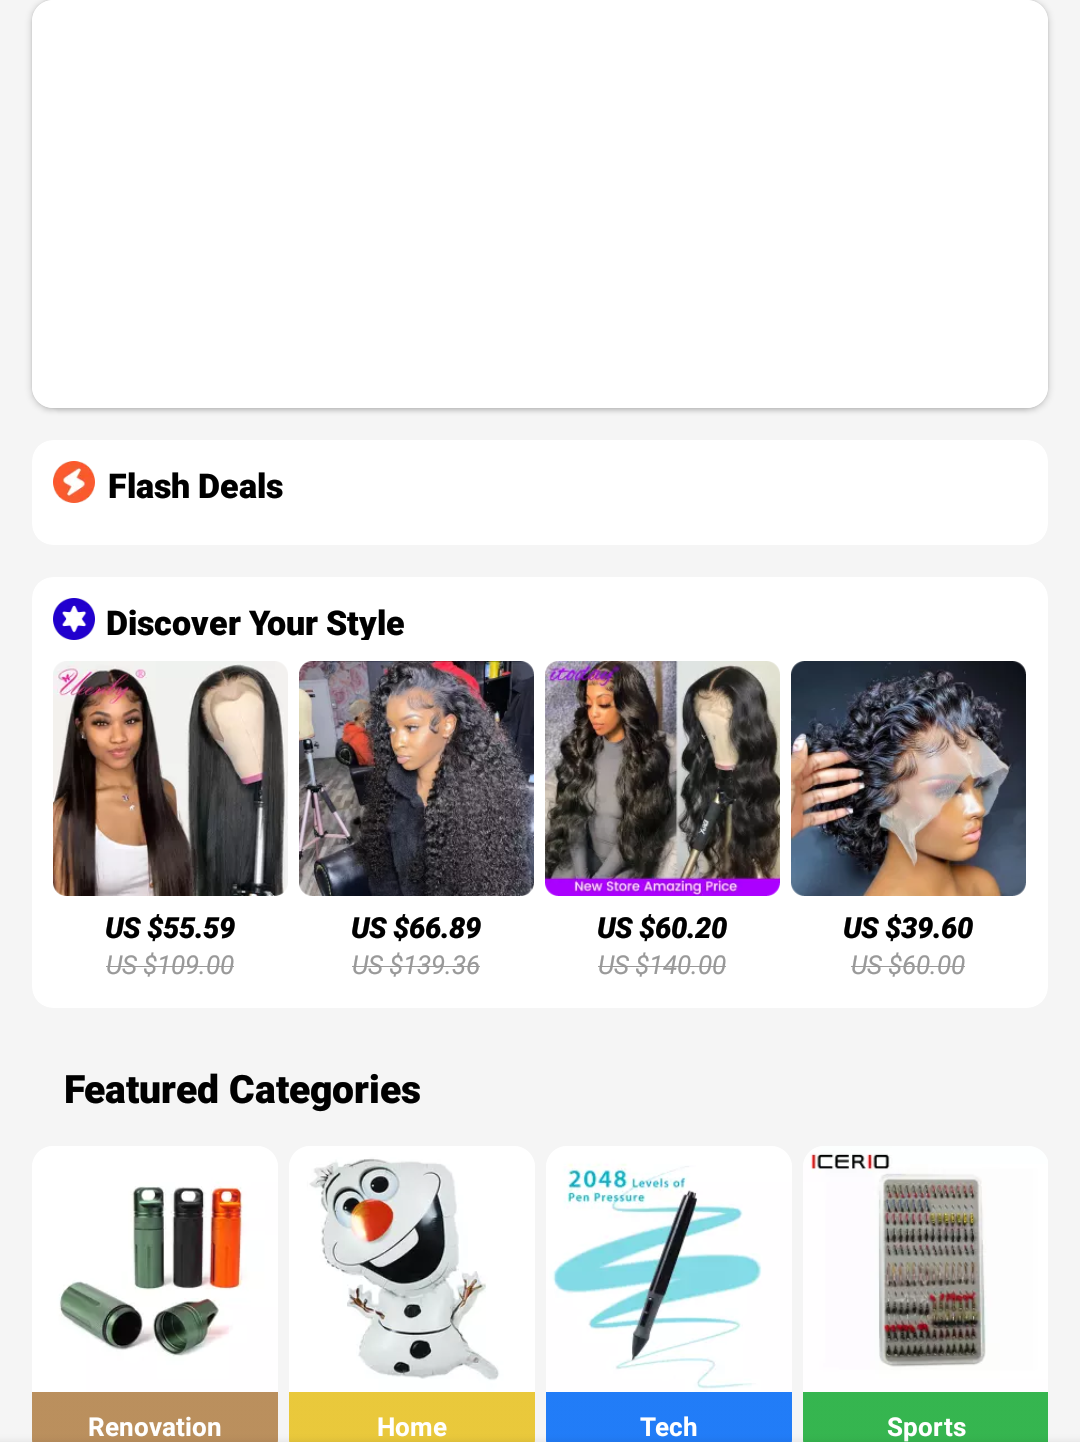 Flash Deals
Discover Your Style
itoday
New Store Amazing Price
US $55.59
US $66.89
US $60.20
US $39.60
US $109.00
US $139.36
US $140.00
US $60.00
Featured Categories
2048 Levels of
Pen Pressure
ICERIO
Renovation
Home
Tech
Sports